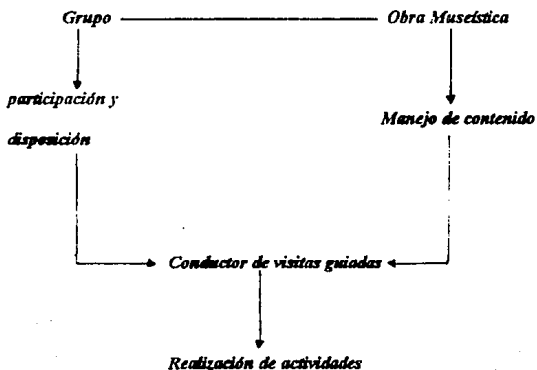 Grupo
Obra Museística
participación y
disposición
Manejo de contenido
Conductor de visitas guiadas
Realización de actividades